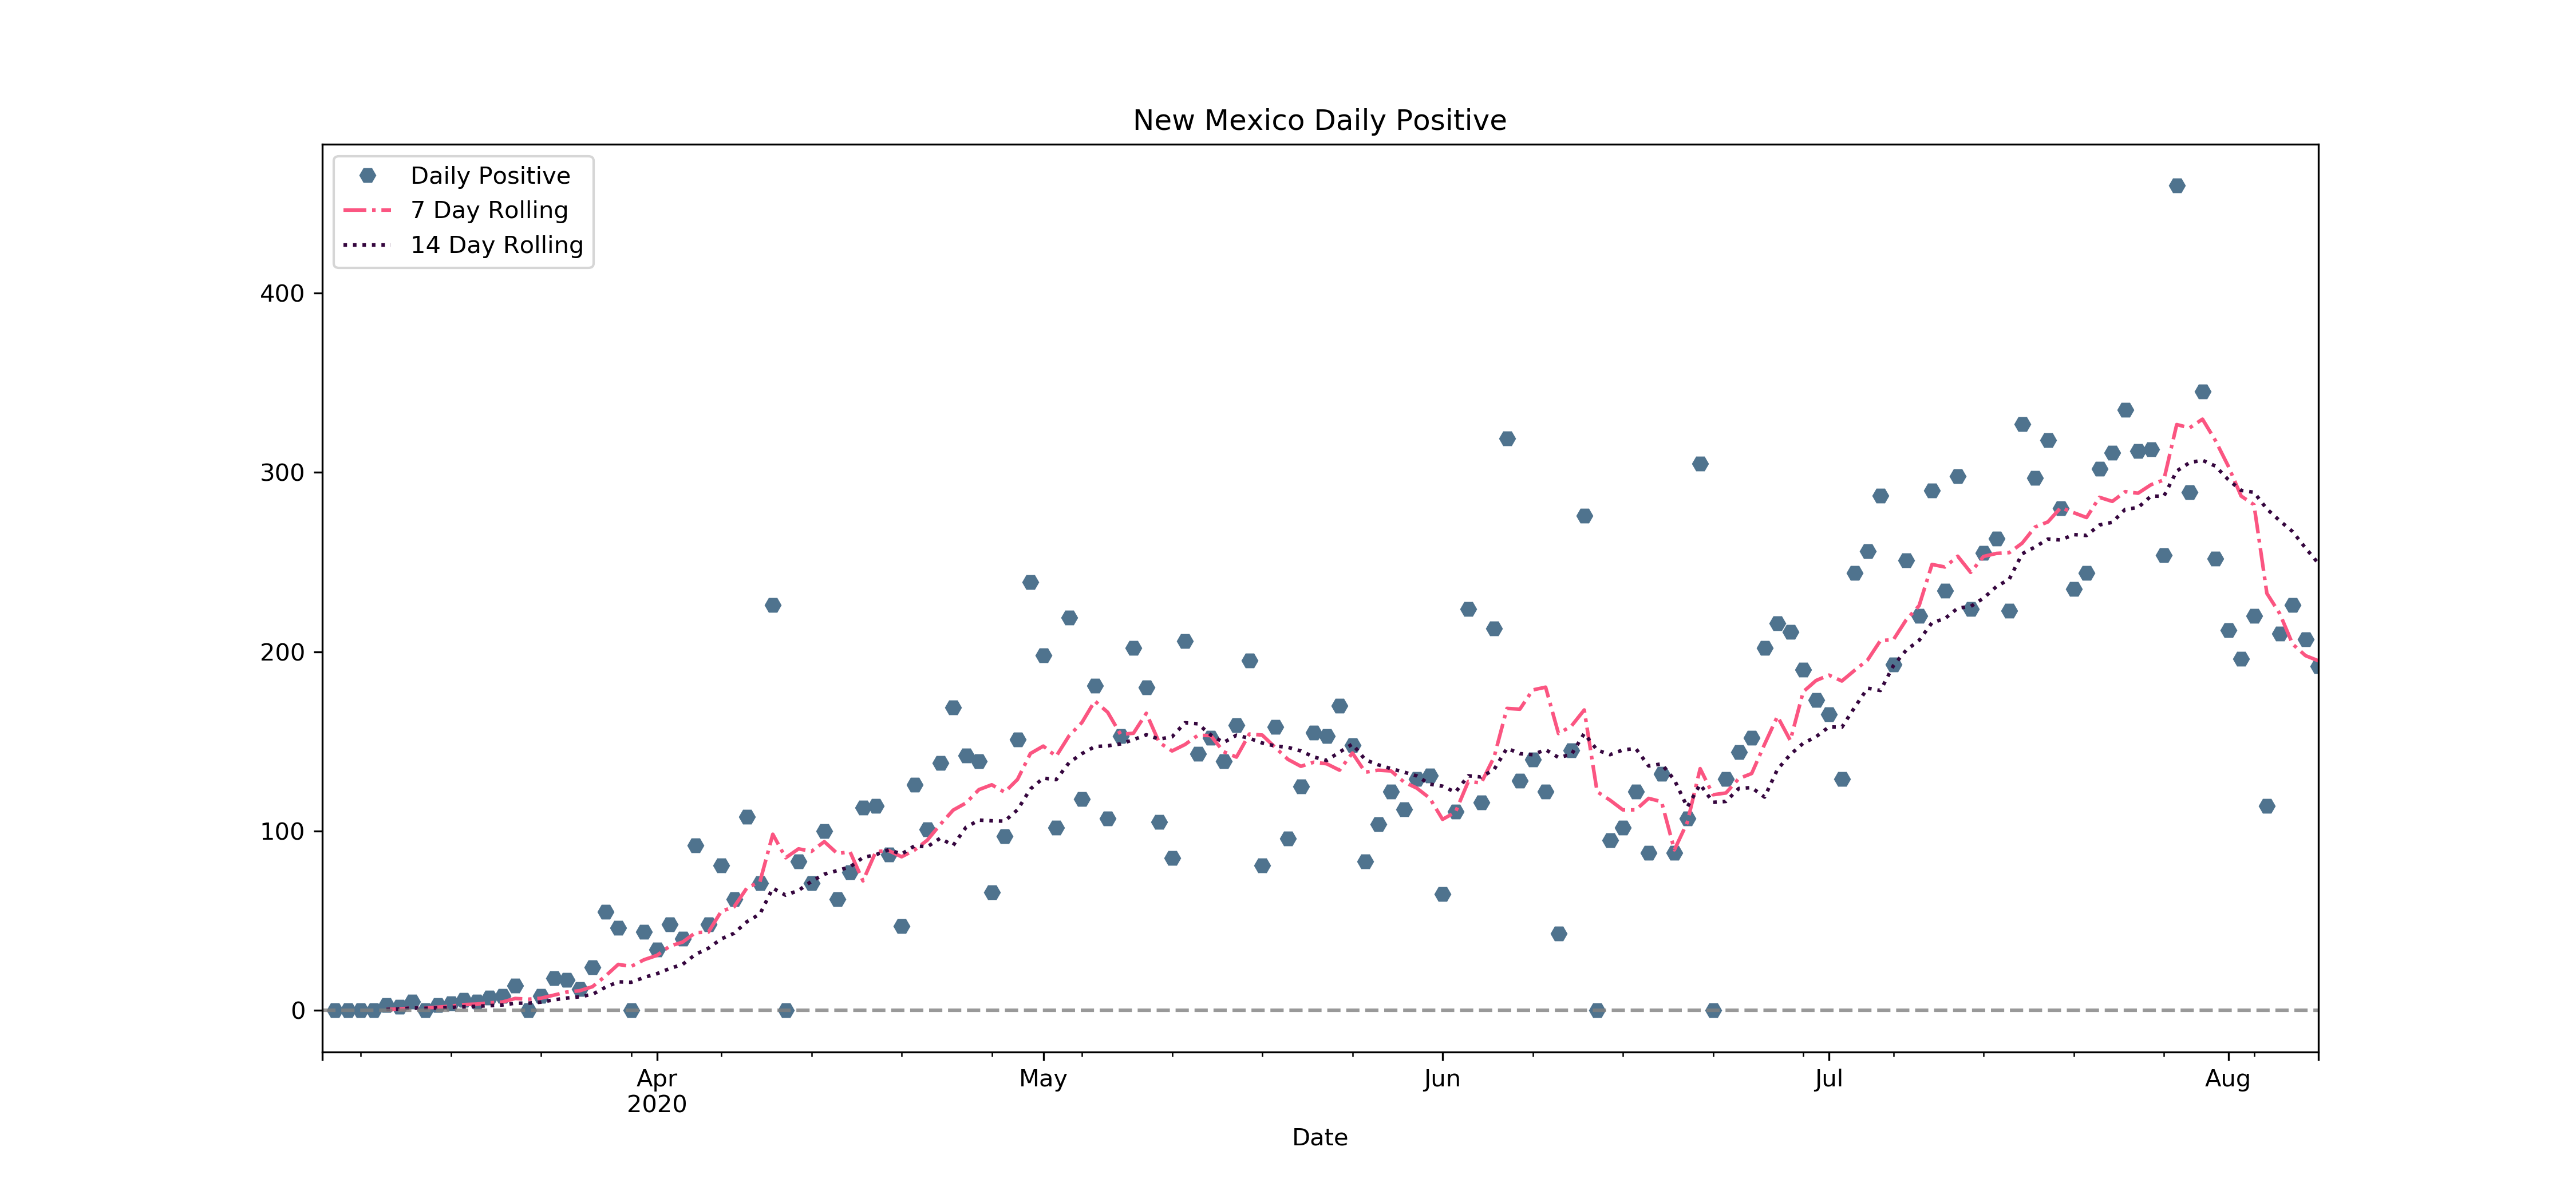 New Mexico Daily Positive
Daily Positive
7 Day Rolling
14 Day Rolling
400
300
200
100
0
Apr
2020
May
Jun
Jul
Aug
Date